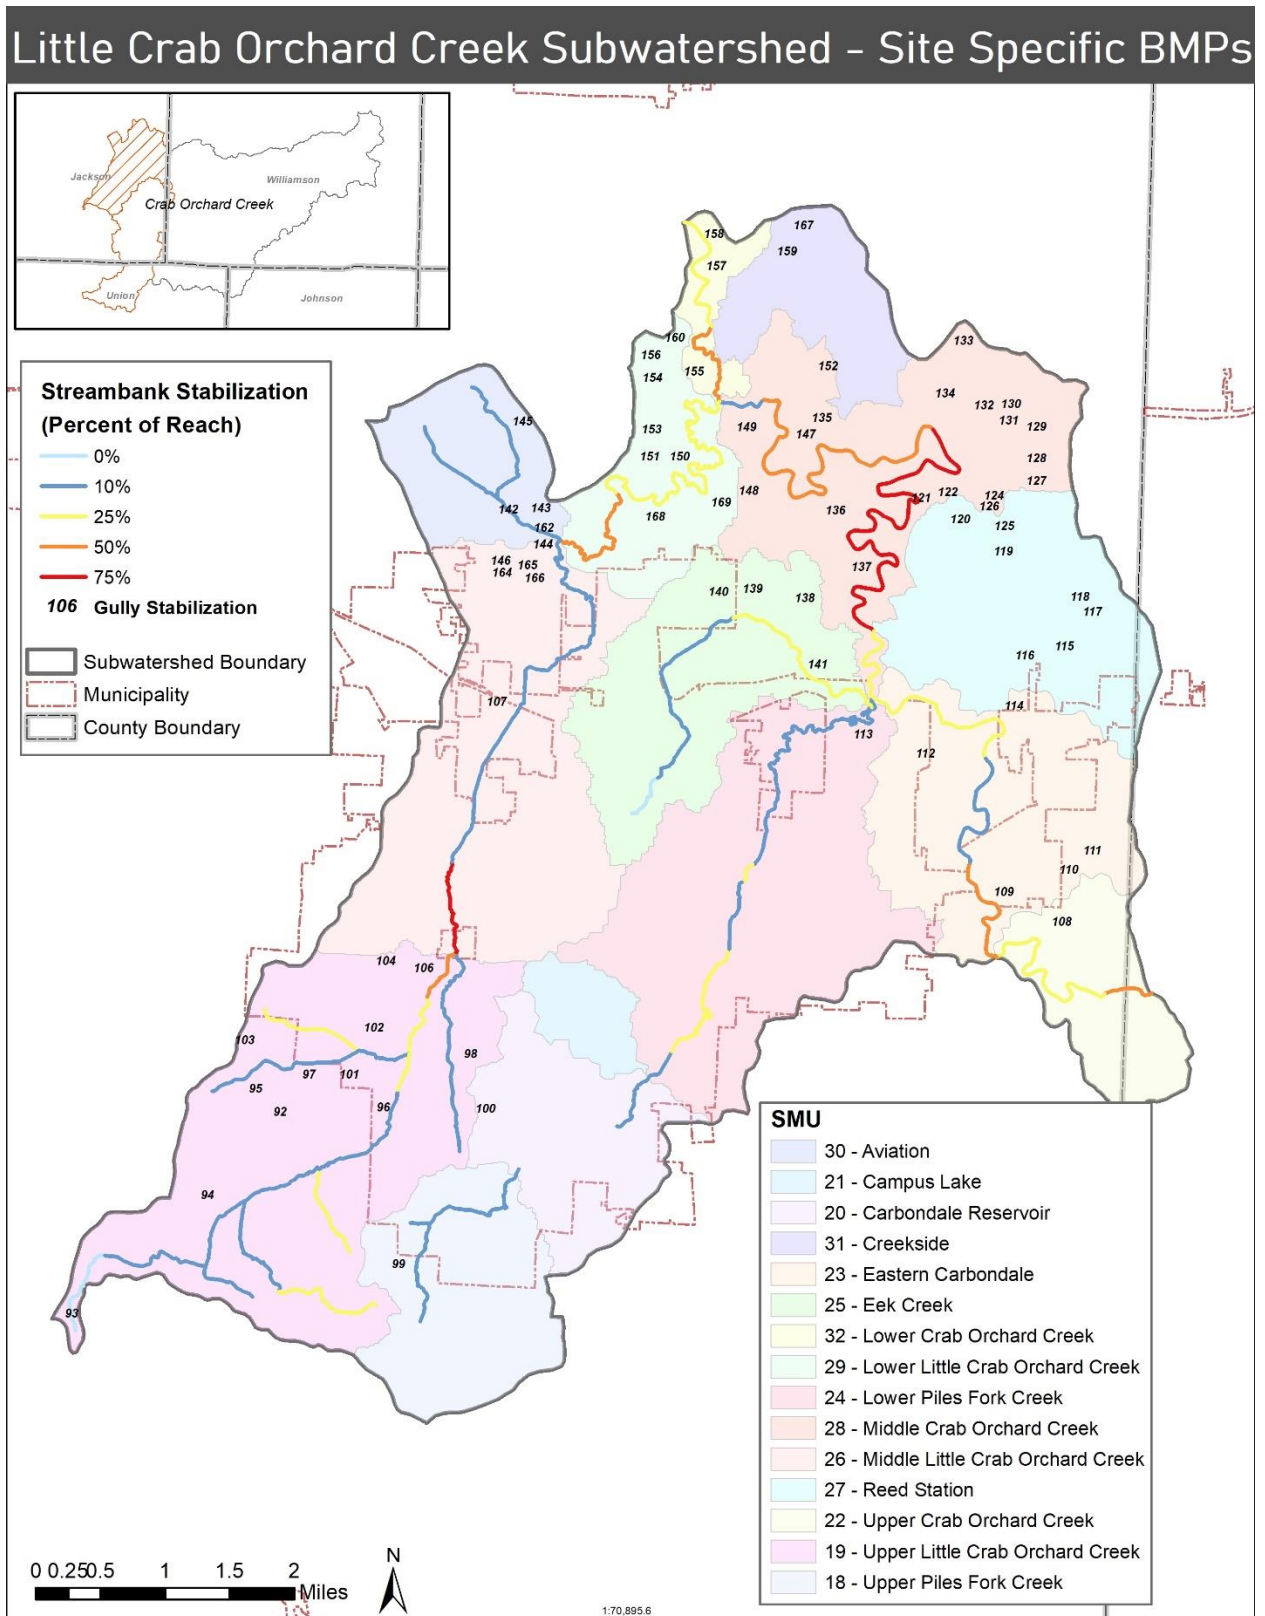 Little Crab Orchard Creek Subwatershed - Site Specific BMPs
Jackson
Williamson
Crab Orchard Creek
Union
Johnson
Streambank Stabilization
(Percent of Reach)
0%
10%
25%
50%
75%
106 Gully Stabilization
Subwatershed Boundary
Municipality
County Boundary
158
167
159
157
160
133
156
155
152
154
134
132
130
131
145
135
129
149
147
153
151
150
128
127
148
122
124
121
126
169
142
143
136
168
120
125
162
144
119
146
165
137
164
166
140
139
138
118
117
115
116
141
107
114
113
112
111
110
109
108
104
106
102
103
98
97
101
95
96
100
92
94
99
93
SMU
30 - Aviation
21 - Campus Lake
20 - Carbondale Reservoir
31 - Creekside
23 - Eastern Carbondale
25 - Eek Creek
32 - Lower Crab Orchard Creek
29 - Lower Little Crab Orchard Creek
24 - Lower Piles Fork Creek
28 - Middle Crab Orchard Creek
26 - Middle Little Crab Orchard Creek
27 - Reed Station
22 - Upper Crab Orchard Creek
19 - Upper Little Crab Orchard Creek
18 - Upper Piles Fork Creek
0 0.25 0.5 1 1.5 2
Miles
N
1:70,895.6